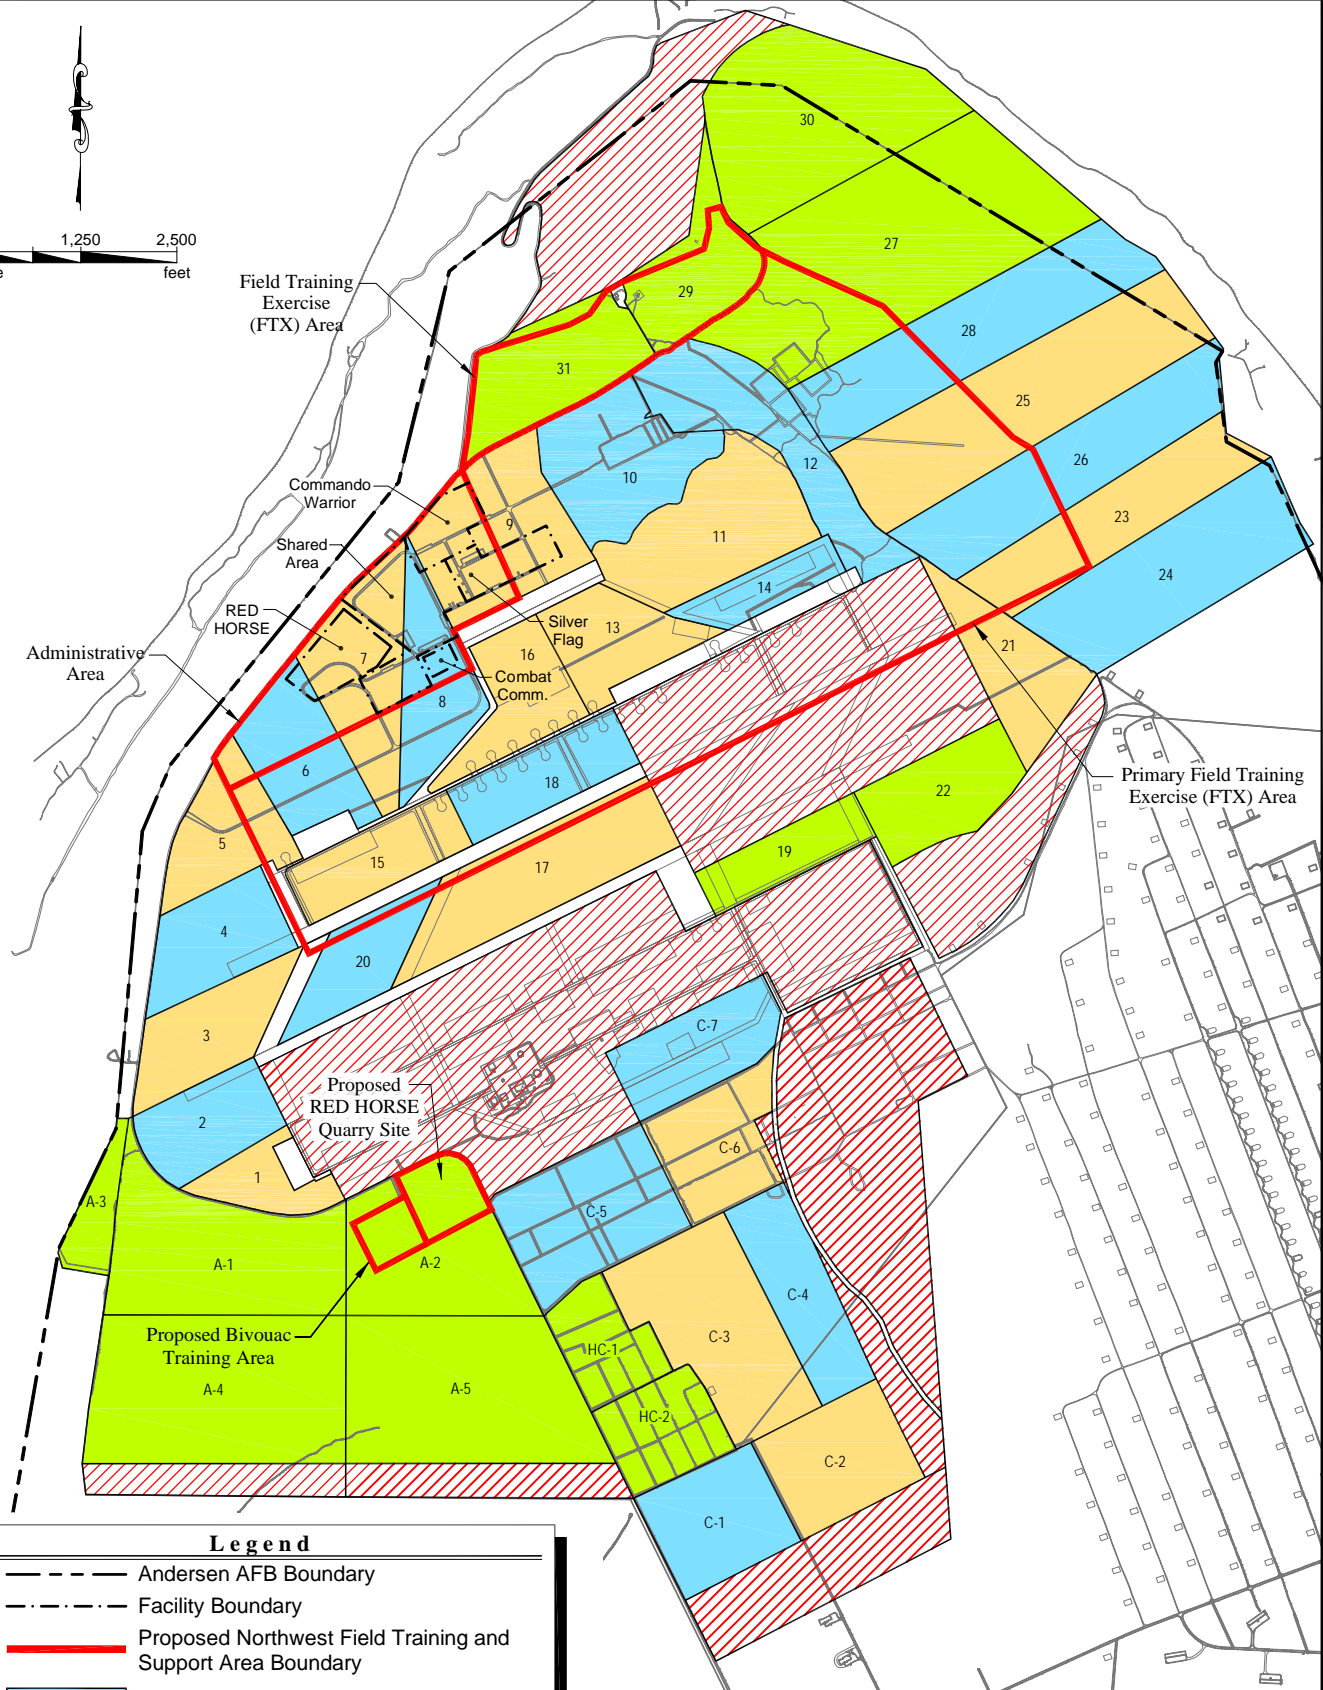 1,250
2,500
feet
Field Training
Exercise
(FTX) Area
30
27
29
28
31
25
Commando
Warrior
10
12
26
9
11
23
Shared
Area
14
24
RED
HORSE
Silver
Flag
13
21
7
16
Administrative
Area
Combat
Comm.
8
6
18
Primary Field Training
Exercise (FTX) Area
22
5
15
17
19
4
20
3
C-7
Proposed
RED HORSE
Quarry Site
2
C-6
1
A-3
C-5
A-1
A-2
C-4
Proposed Bivouac
Training Area
C-3
HC-1
A-4
A-5
HC-2
C-2
C-1
Legend
Andersen AFB Boundary
Facility Boundary
Proposed Northwest Field Training and
Support Area Boundary